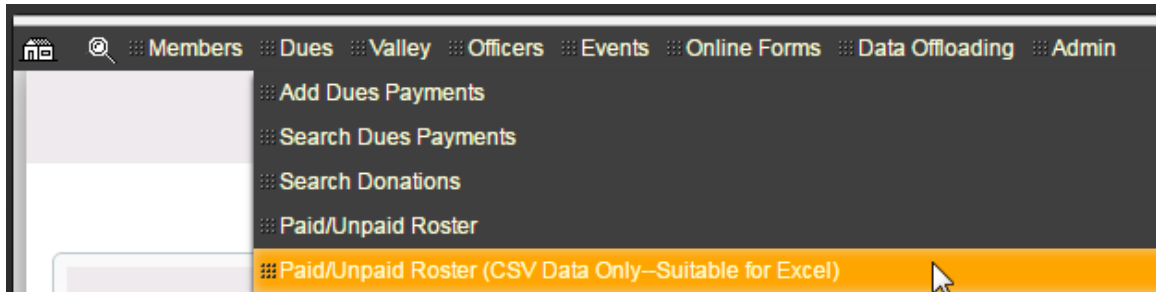 Members Dues Valley Officers Events Online Forms Data Offloading Admin
Add Dues Payments
Search Dues Payments
Search Donations
Paid/Unpaid Roster
Paid/Unpaid Roster (CSV Data Only--Suitable for Excel)